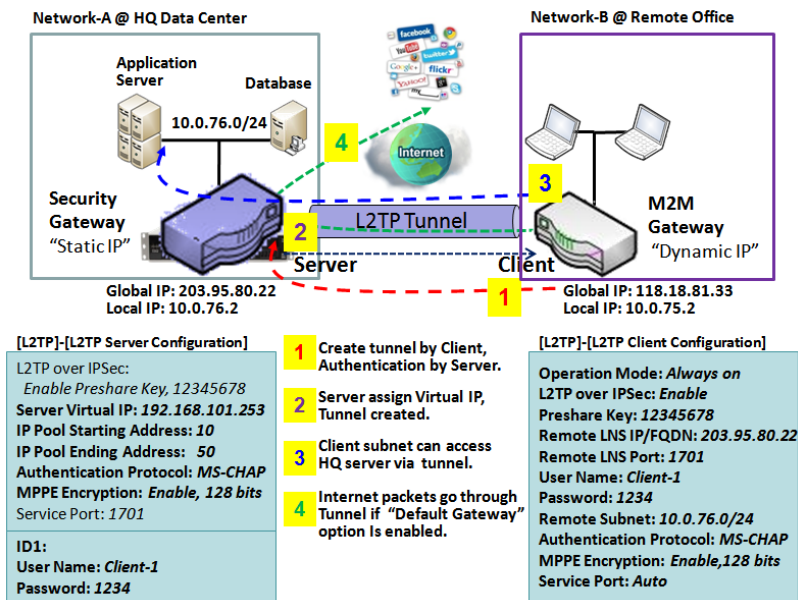 Network-A @ HQ Data Center
Network-B @ Remote Office
Application
Server
Database
10.0.76.0/24
facebook
YouTube
twitter
Google+
flickr
YAHOO!
my
4
Internet
3
Security
Gateway
“Static IP”
2
L2TP Tunnel
M2M
Gateway
“Dynamic IP”
Server
Client
1
Global IP: 203.95.80.22
Local IP: 10.0.76.2
Global IP: 118.18.81.33
Local IP: 10.0.75.2
[L2TP]-[L2TP Server Configuration]
L2TP over IPSec:
Enable Preshare Key, 12345678
Server Virtual IP: 192.168.101.253
IP Pool Starting Address: 10
IP Pool Ending Address: 50
Authentication Protocol: MS-CHAP
MPPE Encryption: Enable, 128 bits
Service Port: 1701
ID1:
User Name: Client-1
Password: 1234
1 Create tunnel by Client,
Authentication by Server.
2 Server assign Virtual IP,
Tunnel created.
3 Client subnet can access
HQ server via tunnel.
4 Internet packets go through
Tunnel if “Default Gateway”
option Is enabled.
[L2TP]-[L2TP Client Configuration]
Operation Mode: Always on
L2TP over IPSec: Enable
Preshare Key: 12345678
Remote LNS IP/FQDN: 203.95.80.22
Remote LNS Port: 1701
User Name: Client-1
Password: 1234
Remote Subnet: 10.0.76.0/24
Authentication Protocol: MS-CHAP
MPPE Encryption: Enable,128 bits
Service Port: Auto